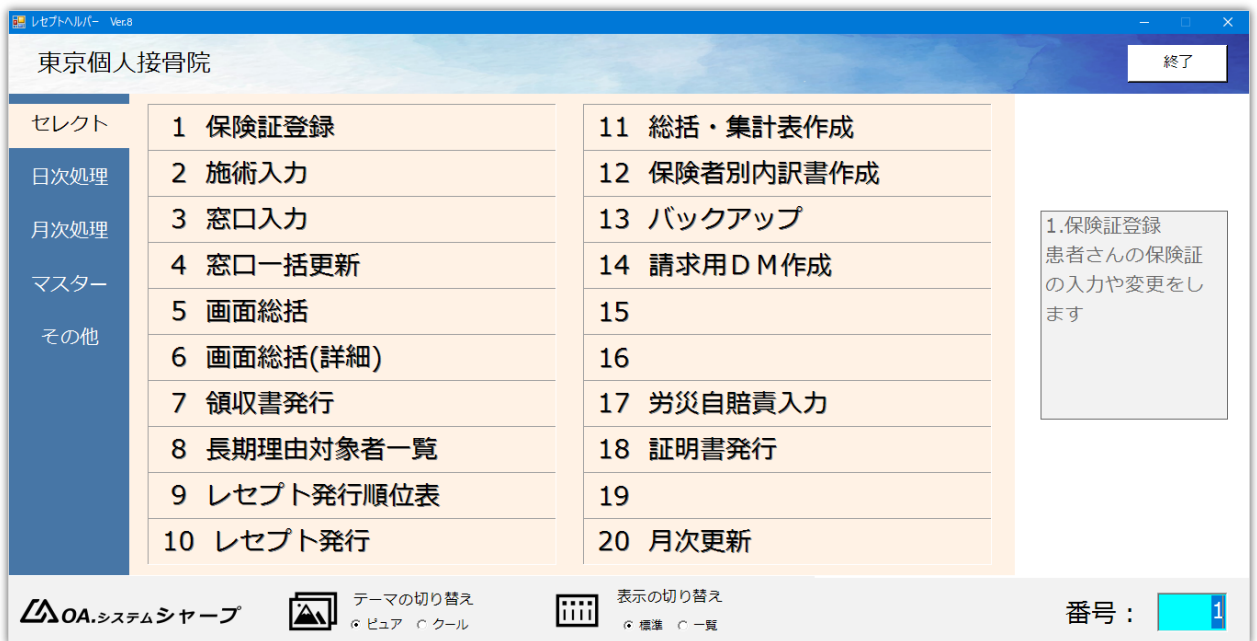 レセプトヘルパー Ver.8
東京個人接骨院
終了
セレクト
日次処理
月次処理
マスター
その他
1 保険証登録
2 施術入力
3 窓口入力
4 窓口一括更新
5 画面総括
6 画面総括(詳細)
7 領収書発行
8 長期理由対象者一覧
9 レセプト発行順位表
10 レセプト発行
11 総括・集計表作成
12 保険者別内訳書作成
13 バックアップ
14 請求用ＤＭ作成
15
16
17 労災自賠責入力
18 証明書発行
19
20 月次更新
1.保険証登録
患者さんの保険証
の入力や変更をし
ます
OA.システムシャープ
テーマの切り替え
ピュア クール
表示の切り替え
標準 一覧
番号： 1